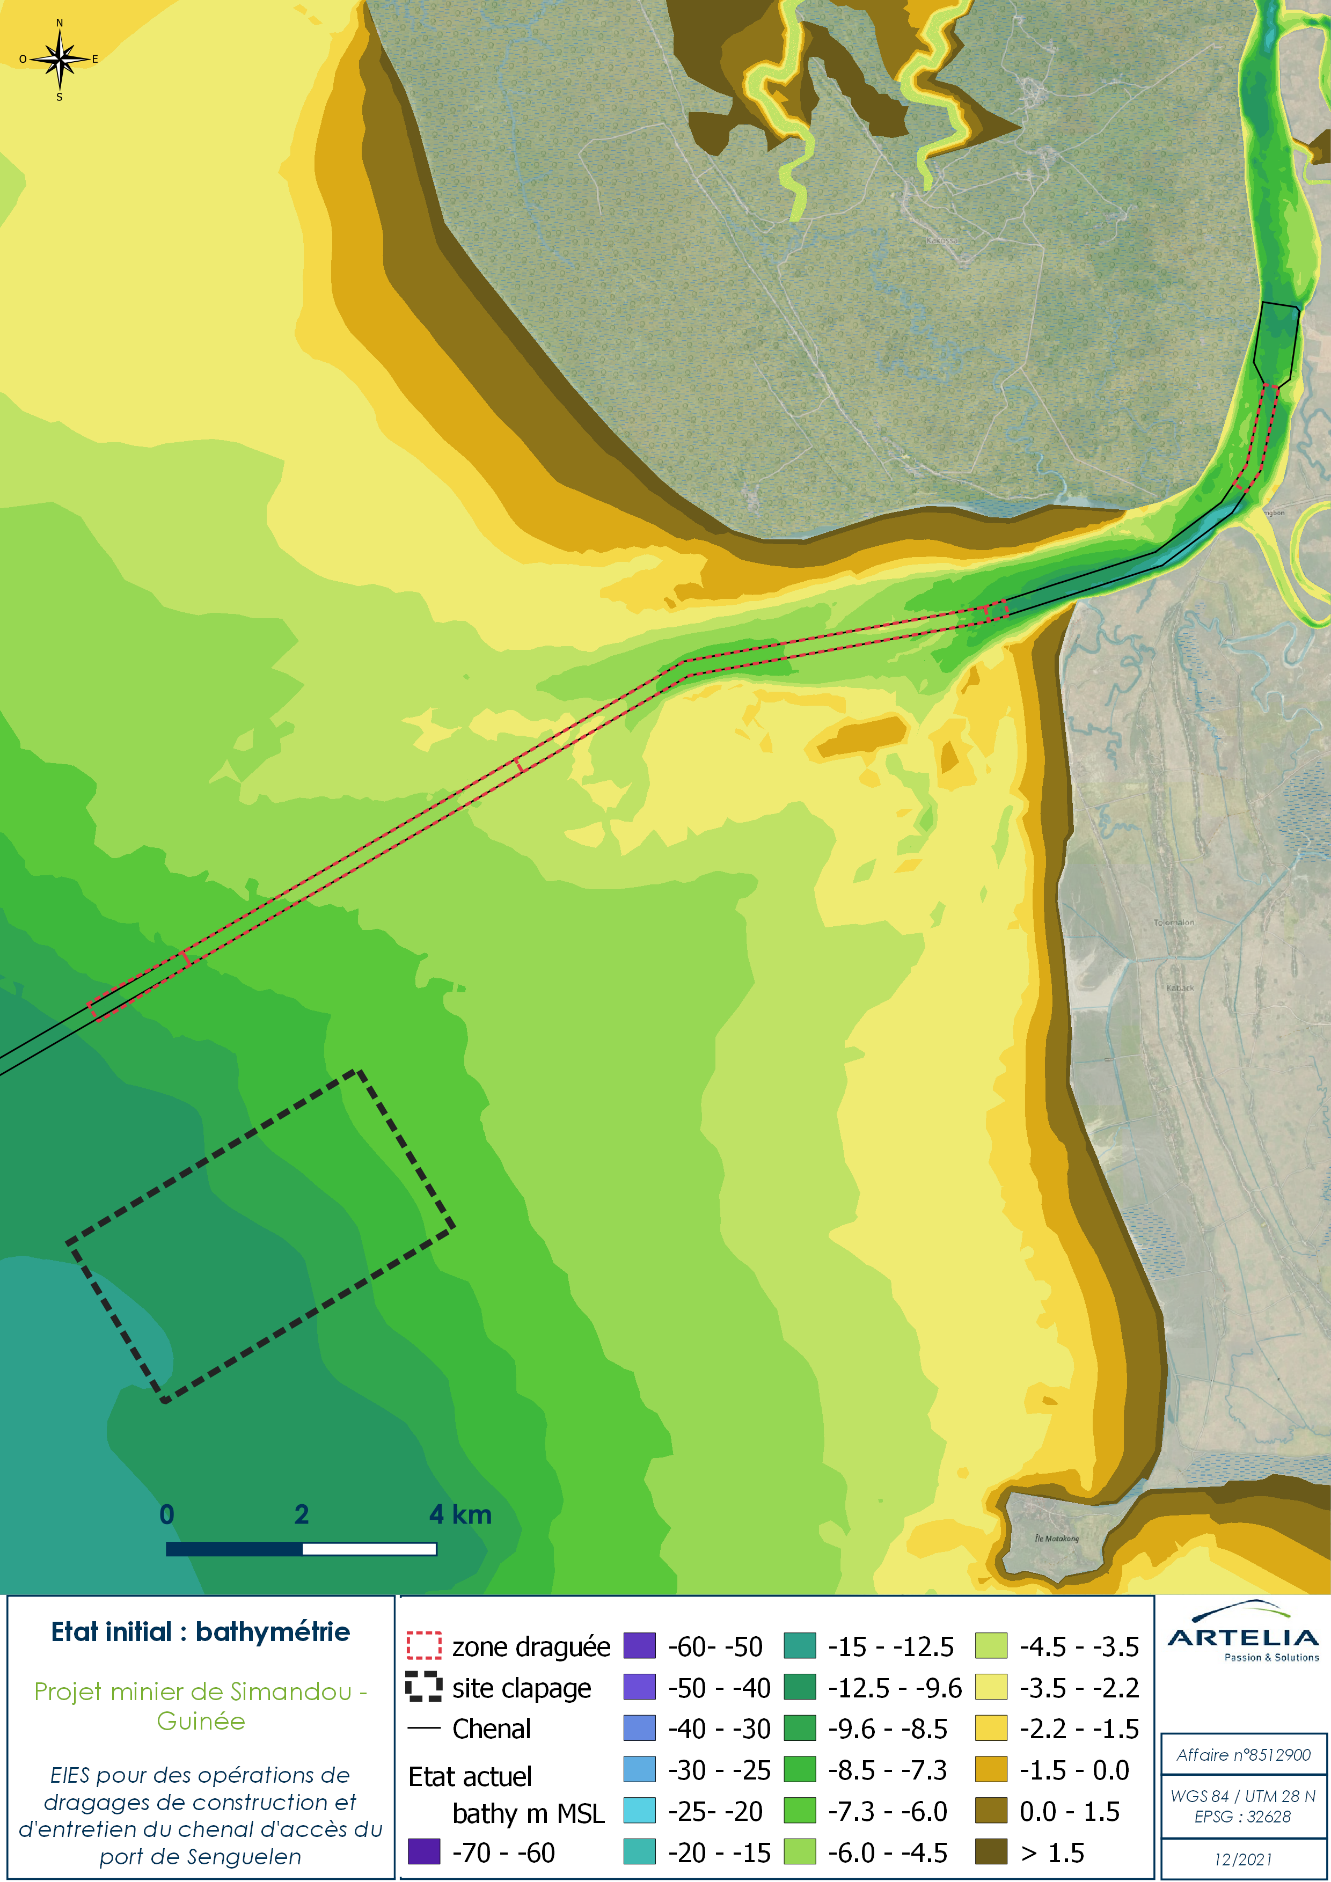 N
O
E
S
Kakossa
Tolomalon
Kaback
Île Matakong
0
2
4 km
Etat initial : bathymétrie
Projet minier de Simandou -
Guinée
EIES pour des opérations de
dragages de construction et
d'entretien du chenal d'accès du
port de Senguelen
zone draguée
site clapage
Chenal
Etat actuel
bathy m MSL
-70 - -60
-60- -50
-50 - -40
-40 - -30
-30 - -25
-25- -20
-20 - -15
-15 - -12.5
-12.5 - -9.6
-9.6 - -8.5
-8.5 - -7.3
-7.3 - -6.0
-6.0 - -4.5
-4.5 - -3.5
-3.5 - -2.2
-2.2 - -1.5
-1.5 - 0.0
0.0 - 1.5
> 1.5
ARTELIA
Passion & Solutions
Affaire n°8512900
WGS 84 / UTM 28 N
EPSG : 32628
12/2021